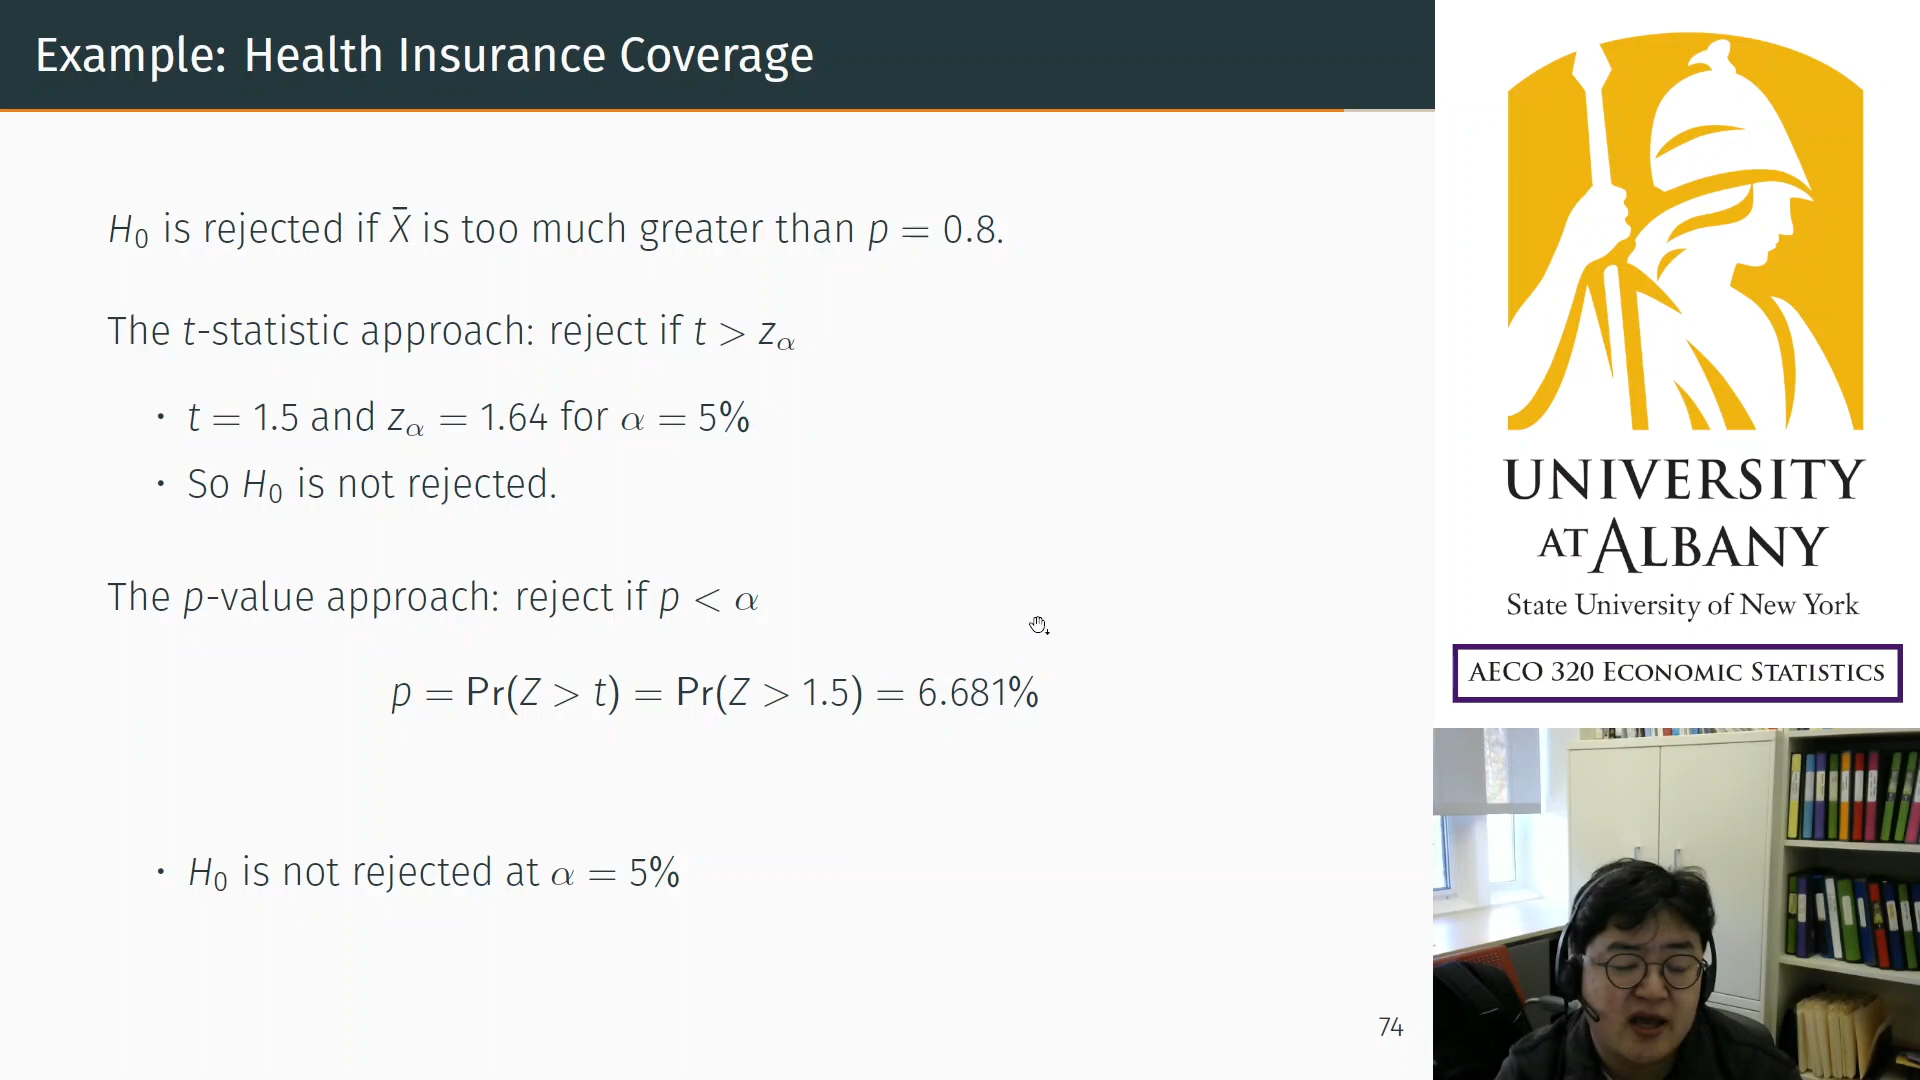 Example: Health Insurance Coverage
H₀ is rejected if X̄ is too much greater than p = 0.8.
The t-statistic approach: reject if t > z_α
· t = 1.5 and z_α = 1.64 for α = 5%
· So H₀ is not rejected.
The p-value approach: reject if p < α
p = Pr(Z > t) = Pr(Z > 1.5) = 6.681%
· H₀ is not rejected at α = 5%
74
UNIVERSITY
AT ALBANY
State University of New York
AECO 320 ECONOMIC STATISTICS